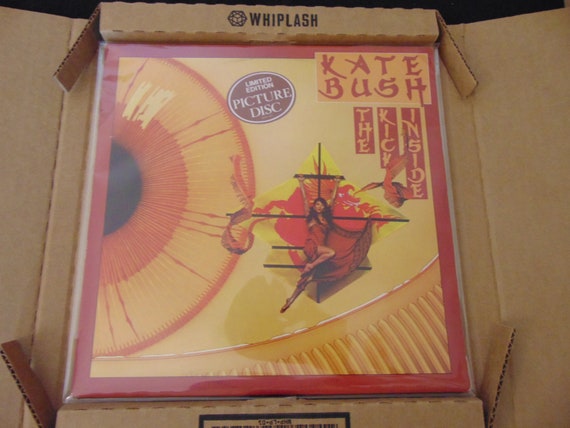 WHIPLASH
LIMITED
EDITION
PICTURE
DISC
KATE
BUSH
THE
KICK
INSIDE